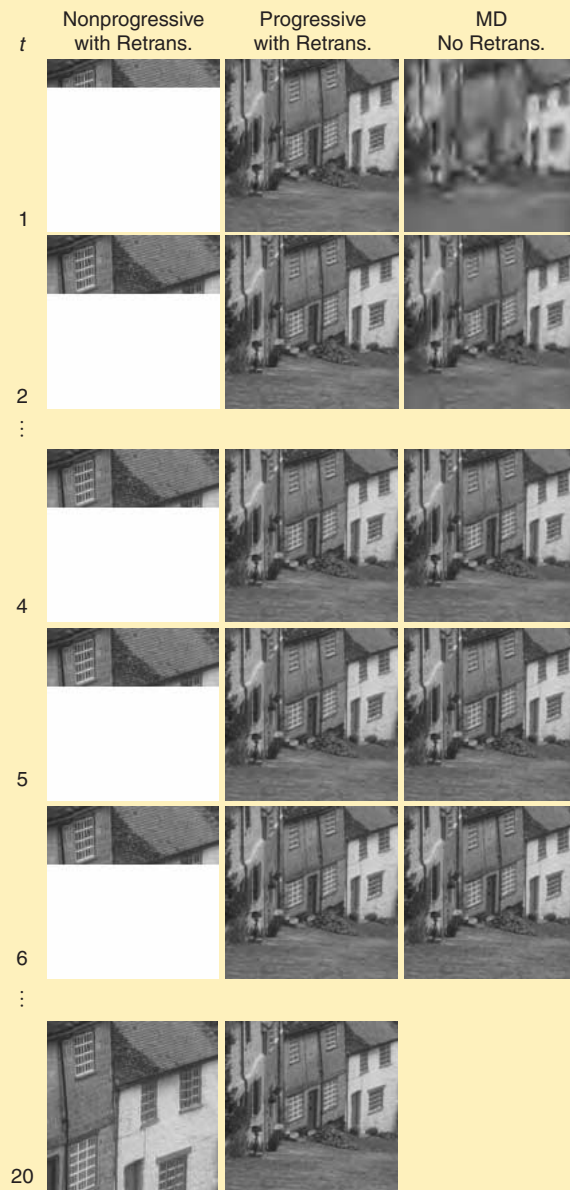 t
Nonprogressive
with Retrans.
Progressive
with Retrans.
MD
No Retrans.
1
2
⋮
4
5
6
⋮
20